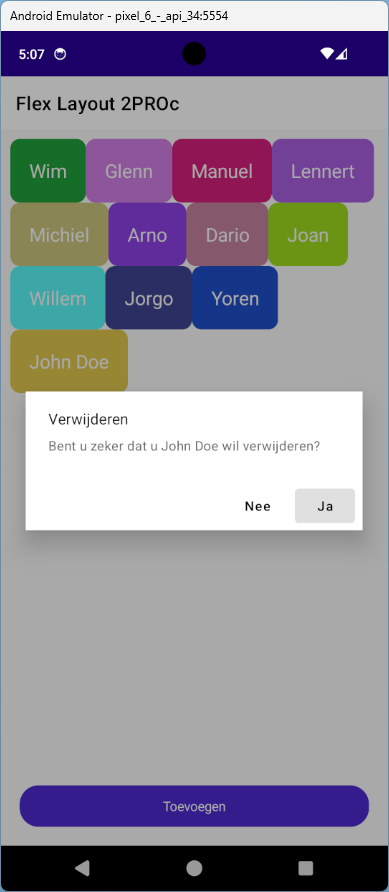 Android Emulator - pixel_6_-_api_34:5554
5:07
Flex Layout 2PROc
Wim Glenn Manuel Lennert
Michiel Arno Dario Joan
Willem Jorgo Yoren
John Doe
Verwijderen
Bent u zeker dat u John Doe wil verwijderen?
Nee Ja
Toevoegen